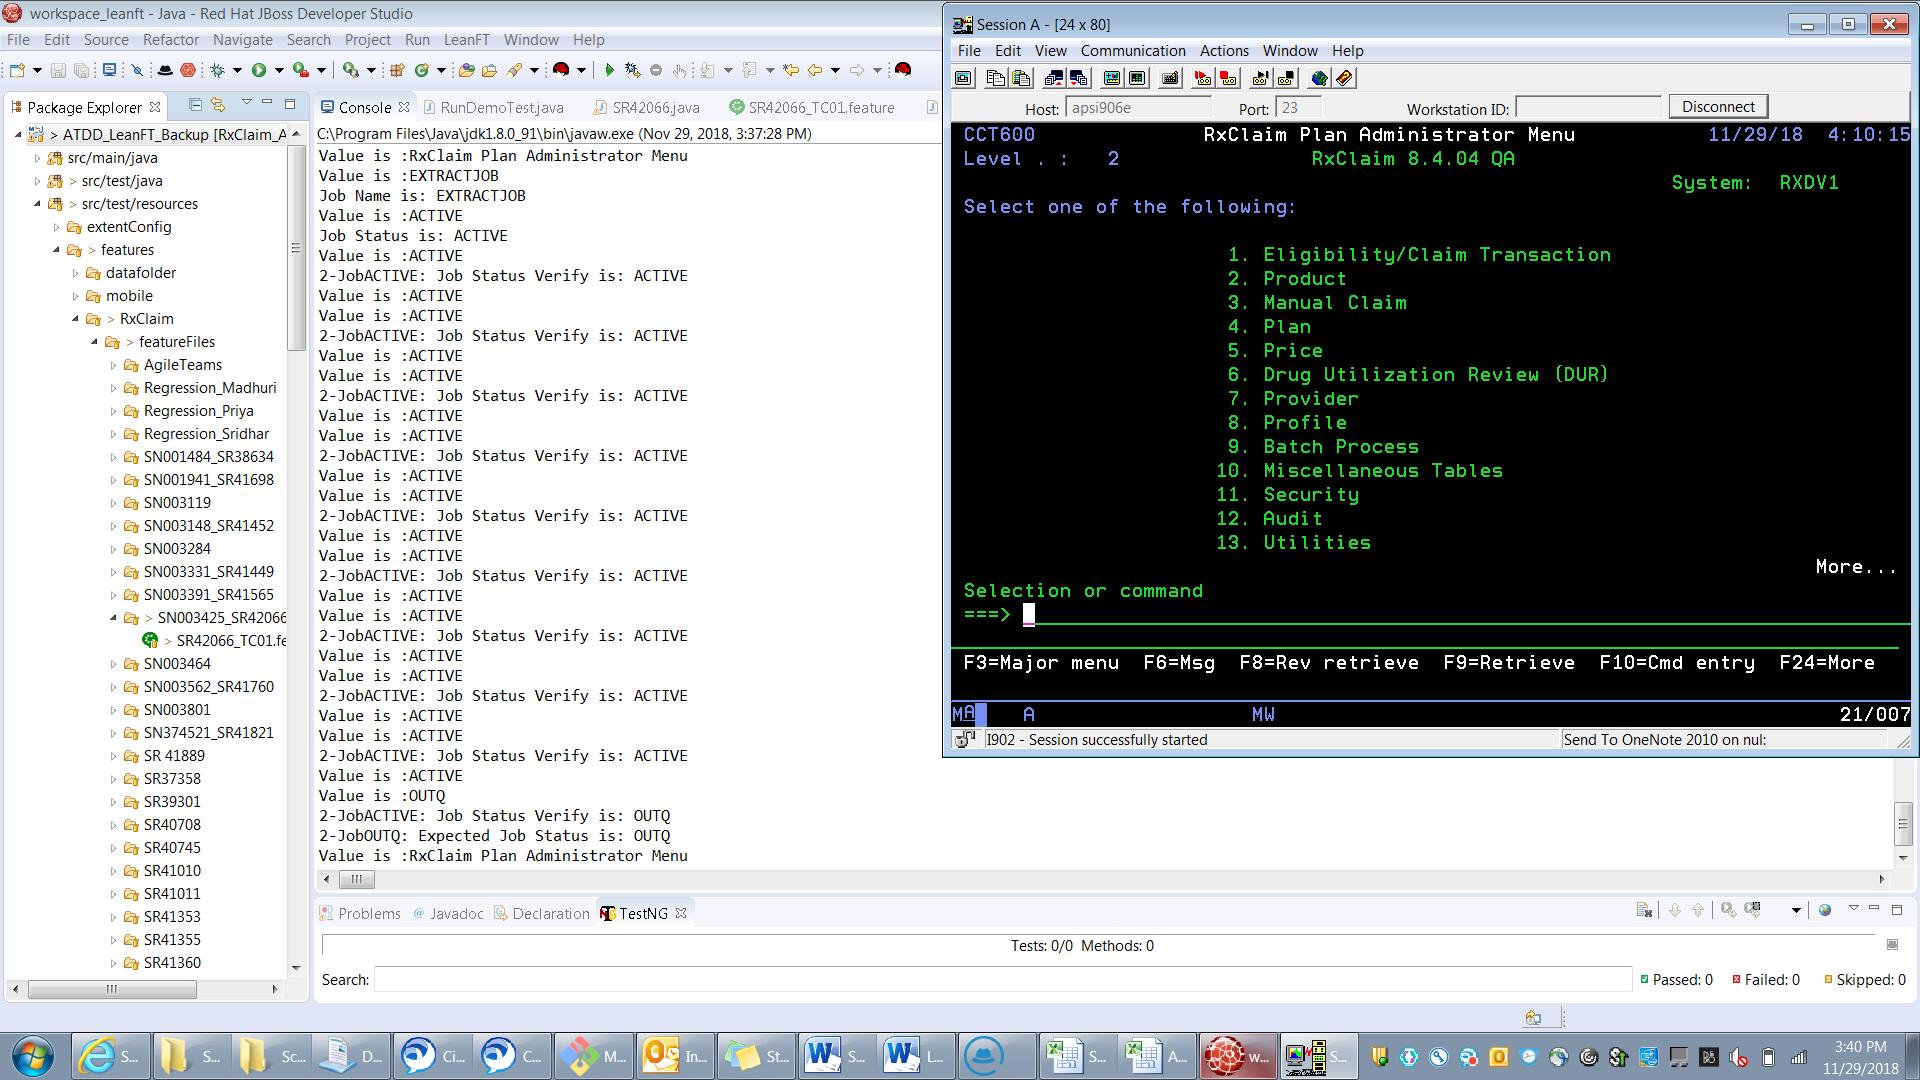 workspace_leanft - Java - Red Hat JBoss Developer Studio
File Edit Source Refactor Navigate Search Project Run LeanFT Window Help
Package Explorer
> ATDD_LeanFT_Backup [RxClaim_A
src/main/java
> src/test/java
> src/test/resources
extentConfig
> features
datafolder
mobile
> RxClaim
> featureFiles
AgileTeams
Regression_Madhuri
Regression_Priya
Regression_Sridhar
SN001484_SR38634
SN001941_SR41698
SN003119
SN003148_SR41452
SN003284
SN003331_SR41449
SN003391_SR41565
> SN003425_SR42066
> SR42066_TC01.fe
SN003464
SN003562_SR41760
SN003801
SN374521_SR41821
SR 41889
SR37358
SR39301
SR40708
SR40745
SR41010
SR41011
SR41353
SR41355
SR41360
Console RunDemoTest.java SR42066.java SR42066_TC01.feature
C:\Program Files\Java\jdk1.8.0_91\bin\javaw.exe (Nov 29, 2018, 3:37:28 PM)
Value is :RxClaim Plan Administrator Menu
Value is :EXTRACTJOB
Job Name is: EXTRACTJOB
Value is :ACTIVE
Job Status is: ACTIVE
Value is :ACTIVE
2-JobACTIVE: Job Status Verify is: ACTIVE
Value is :ACTIVE
Value is :ACTIVE
2-JobACTIVE: Job Status Verify is: ACTIVE
Value is :ACTIVE
Value is :ACTIVE
2-JobACTIVE: Job Status Verify is: ACTIVE
Value is :ACTIVE
Value is :ACTIVE
2-JobACTIVE: Job Status Verify is: ACTIVE
Value is :ACTIVE
Value is :ACTIVE
2-JobACTIVE: Job Status Verify is: ACTIVE
Value is :ACTIVE
Value is :ACTIVE
2-JobACTIVE: Job Status Verify is: ACTIVE
Value is :ACTIVE
Value is :ACTIVE
2-JobACTIVE: Job Status Verify is: ACTIVE
Value is :ACTIVE
Value is :ACTIVE
2-JobACTIVE: Job Status Verify is: ACTIVE
Value is :ACTIVE
Value is :ACTIVE
2-JobACTIVE: Job Status Verify is: ACTIVE
Value is :ACTIVE
Value is :OUTQ
2-JobACTIVE: Job Status Verify is: OUTQ
2-JobOUTQ: Expected Job Status is: OUTQ
Value is :RxClaim Plan Administrator Menu
Problems @ Javadoc Declaration TestNG
Tests: 0/0 Methods: 0
Search: Passed: 0 Failed: 0 Skipped: 0
Session A - [24 x 80]
File Edit View Communication Actions Window Help
Host: apsi906e Port: 23 Workstation ID: Disconnect
CCT600 RxClaim Plan Administrator Menu 11/29/18 4:10:15
Level . : 2 RxClaim 8.4.04 QA
System: RXDV1
Select one of the following:
1. Eligibility/Claim Transaction
2. Product
3. Manual Claim
4. Plan
5. Price
6. Drug Utilization Review (DUR)
7. Provider
8. Profile
9. Batch Process
10. Miscellaneous Tables
11. Security
12. Audit
13. Utilities
More...
Selection or command
===>
F3=Major menu F6=Msg F8=Rev retrieve F9=Retrieve F10=Cmd entry F24=More
MA A MW 21/007
I902 - Session successfully started Send To OneNote 2010 on nul:
S... S... Sc... D... Ci... C... M... In... St... S... L... S... A... w... S...
3:40 PM
11/29/2018